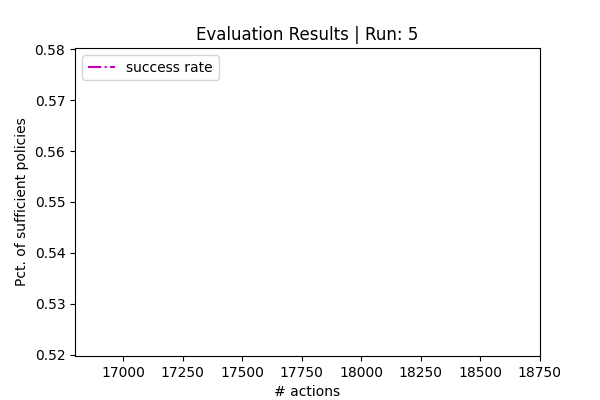 Evaluation Results | Run: 5
success rate
Pct. of sufficient policies
0.58
0.57
0.56
0.55
0.54
0.53
0.52
17000 17250 17500 17750 18000 18250 18500 18750
# actions